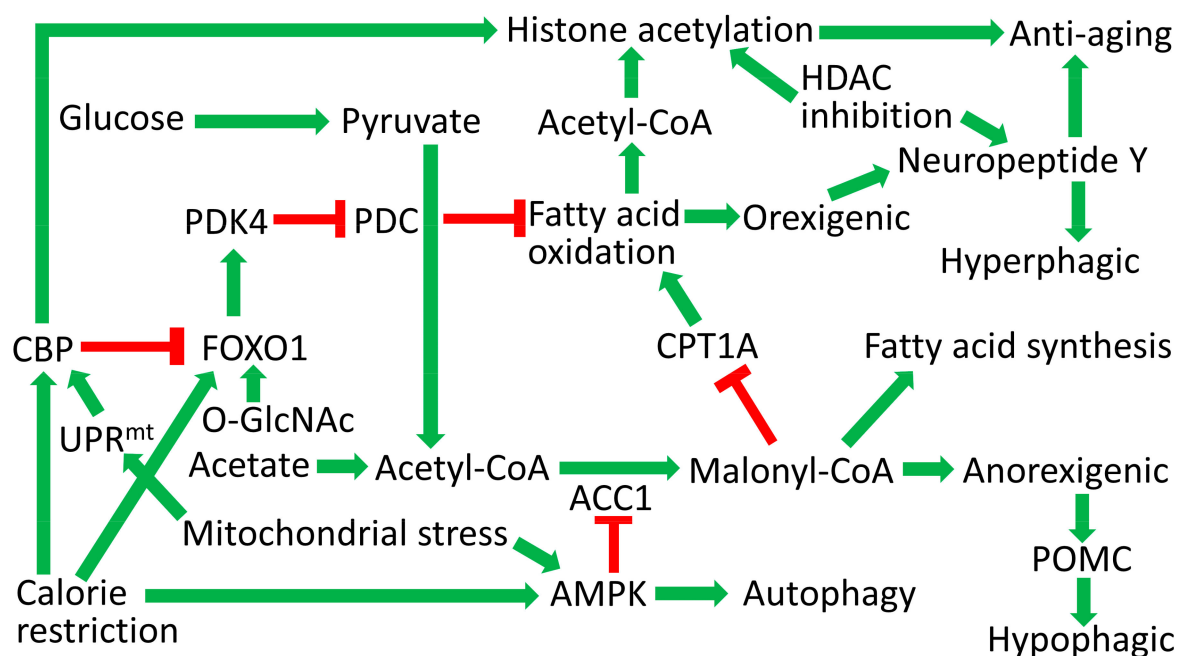 Histone acetylation
Anti-aging
HDAC
inhibition
Glucose
Pyruvate
Acetyl-CoA
Neuropeptide Y
PDK4
PDC
Fatty acid
oxidation
Orexigenic
Hyperphagic
CBP
FOXO1
CPT1A
Fatty acid synthesis
O-GlcNAc
UPRmt
Acetate
Acetyl-CoA
Malonyl-CoA
Anorexigenic
ACC1
Mitochondrial stress
POMC
Calorie
restriction
AMPK
Autophagy
Hypophagic